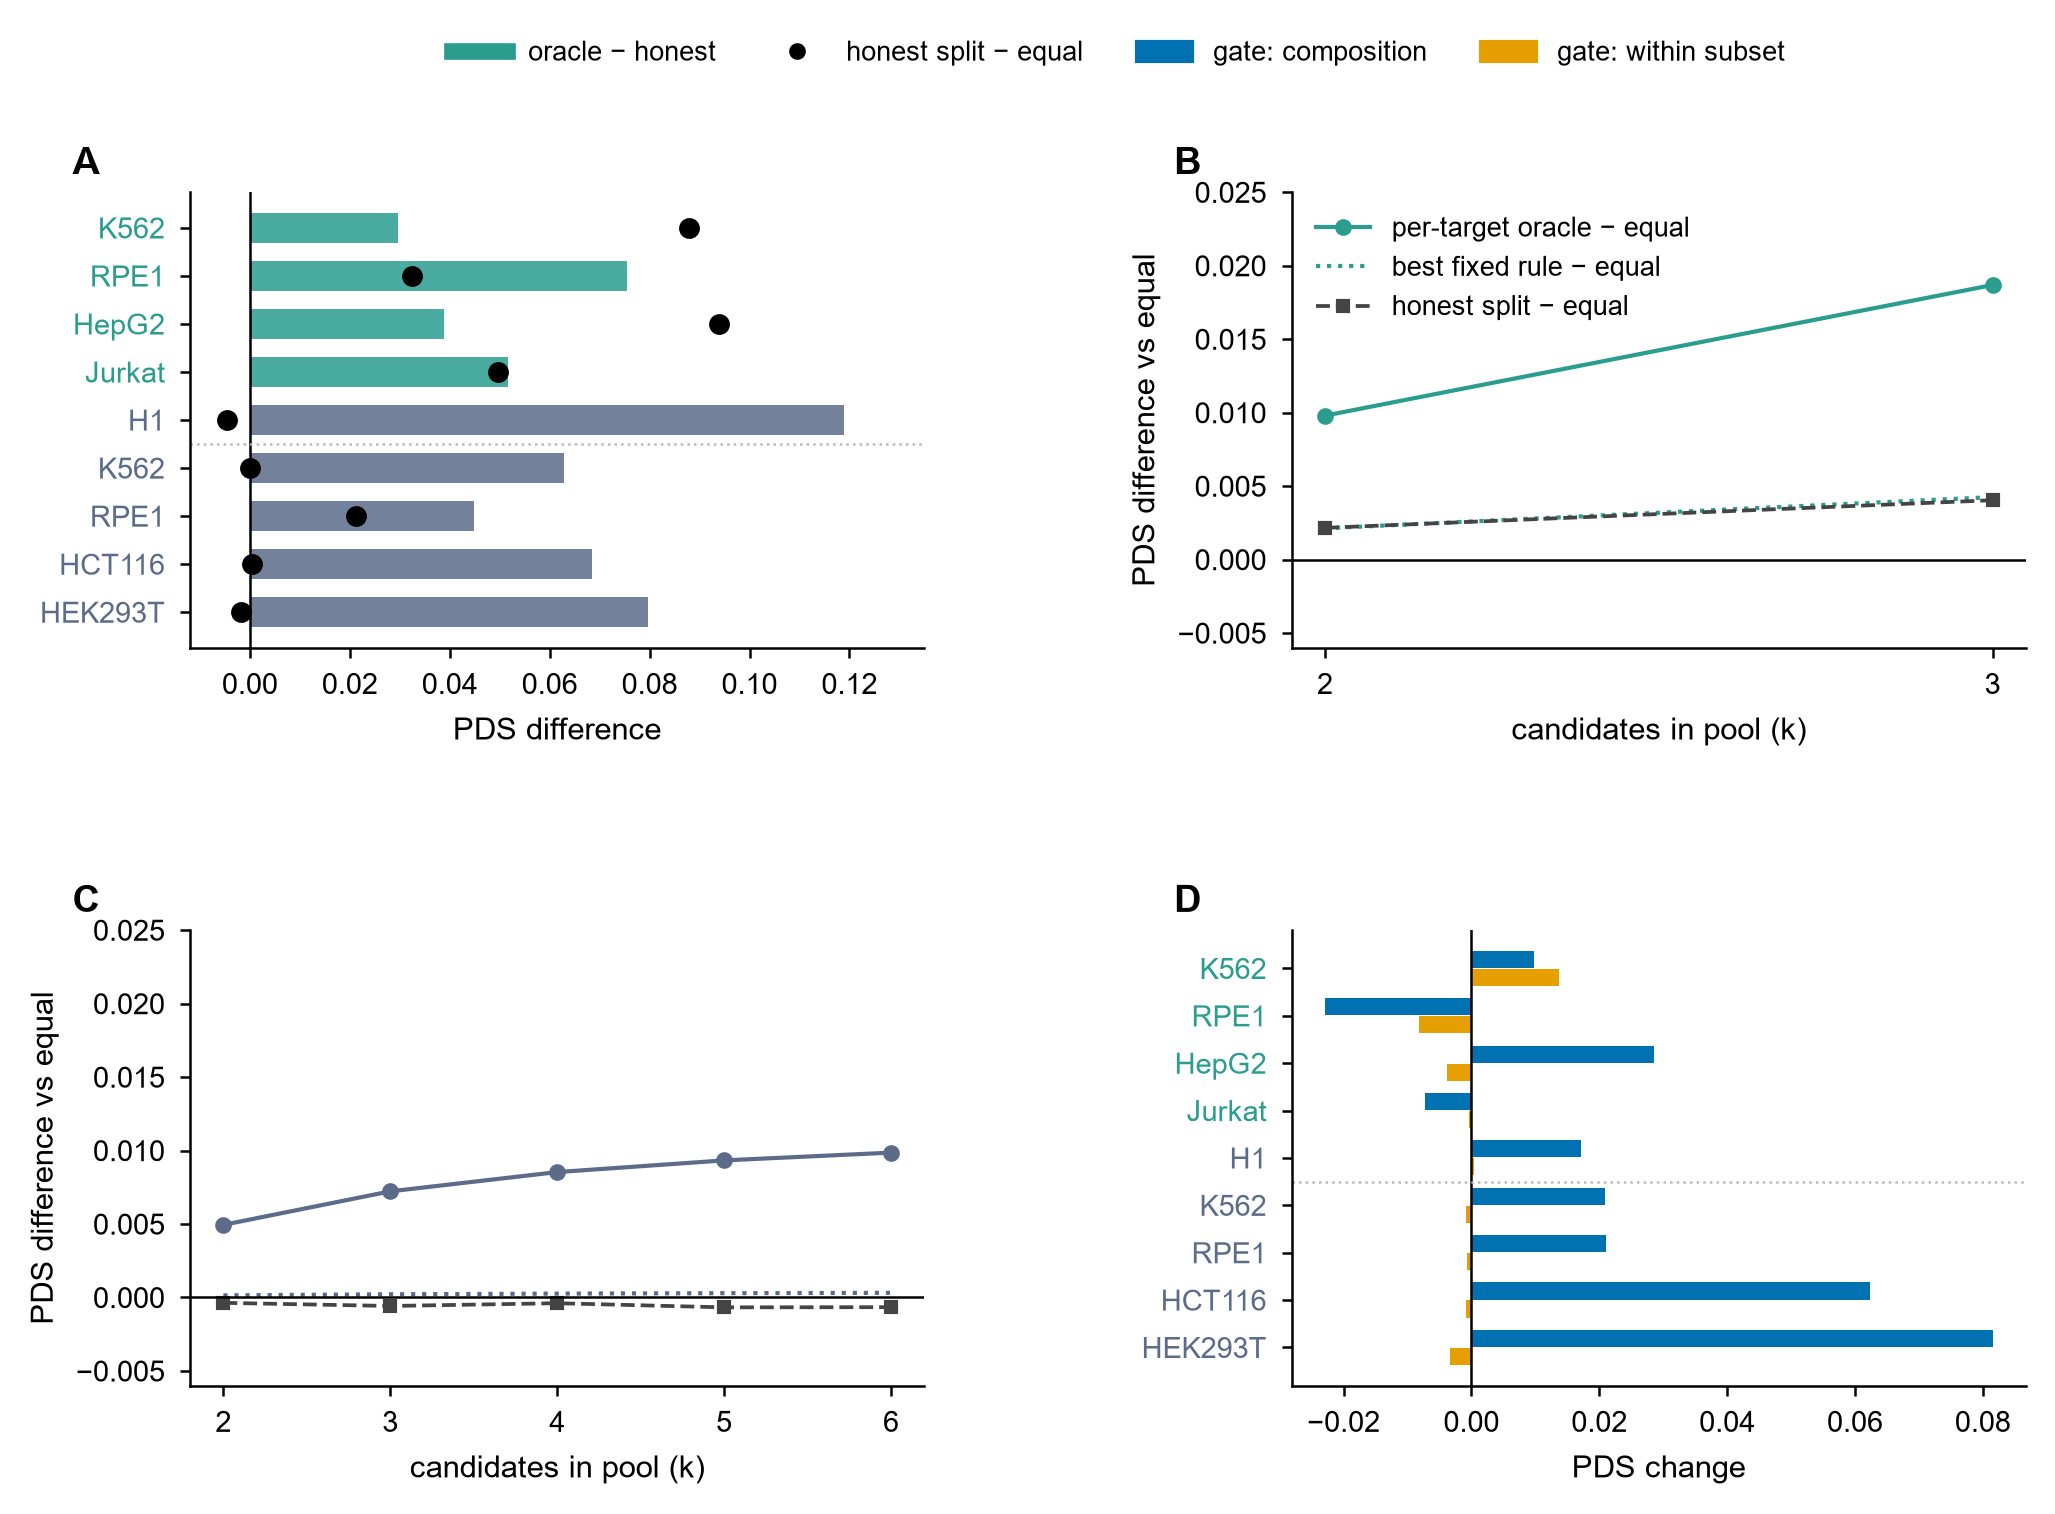 oracle − honest
honest split − equal
gate: composition
gate: within subset
A
K562
RPE1
HepG2
Jurkat
H1
K562
RPE1
HCT116
HEK293T
0.00 0.02 0.04 0.06 0.08 0.10 0.12
PDS difference
B
0.025
0.020
0.015
0.010
0.005
0.000
−0.005
PDS difference vs equal
per-target oracle − equal
best fixed rule − equal
honest split − equal
2 3
candidates in pool (k)
C
0.025
0.020
0.015
0.010
0.005
0.000
−0.005
PDS difference vs equal
2 3 4 5 6
candidates in pool (k)
D
K562
RPE1
HepG2
Jurkat
H1
K562
RPE1
HCT116
HEK293T
−0.02 0.00 0.02 0.04 0.06 0.08
PDS change